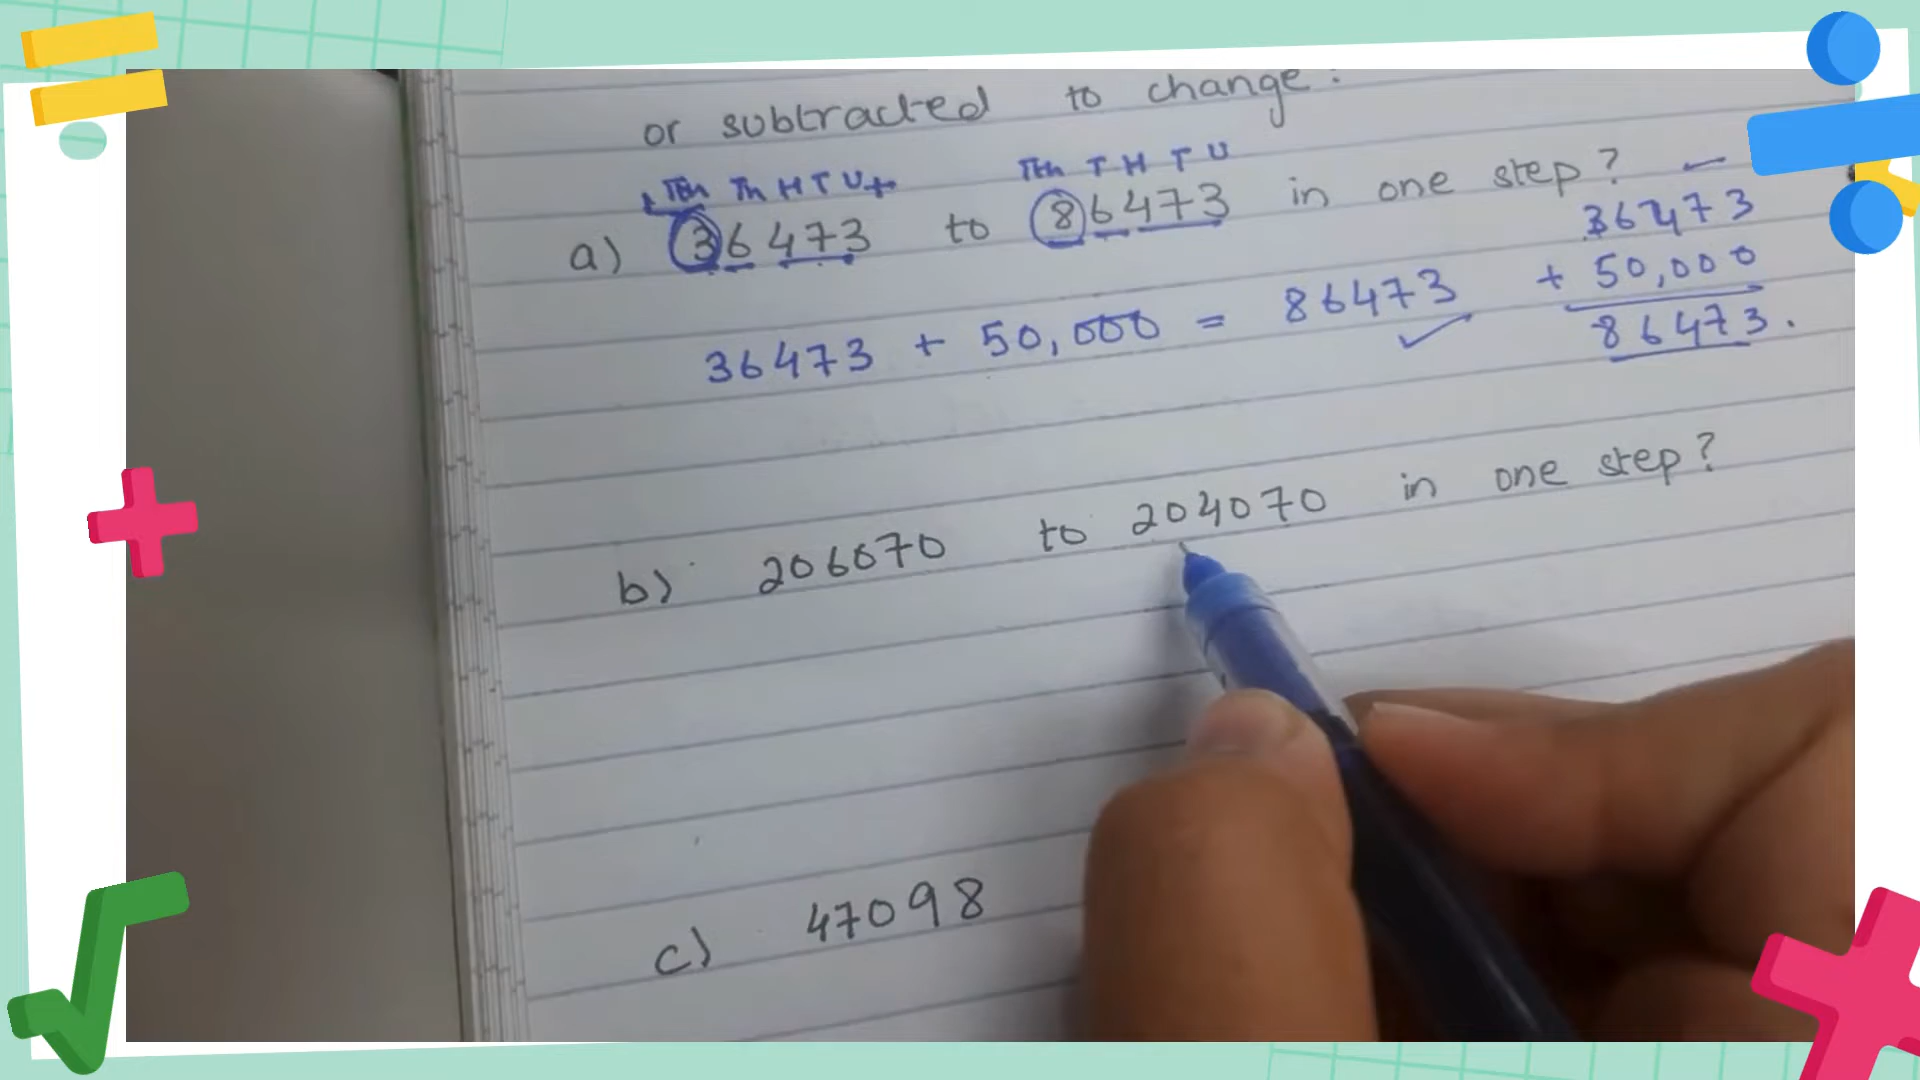 or subtracted to change:
TTh Th H T U TTh T H T U
a) 36473 to 86473 in one step?
36473
+ 50,000
86473.
36473 + 50,000 = 86473 ✓
b) 206070 to 204070 in one step?
c) 47098